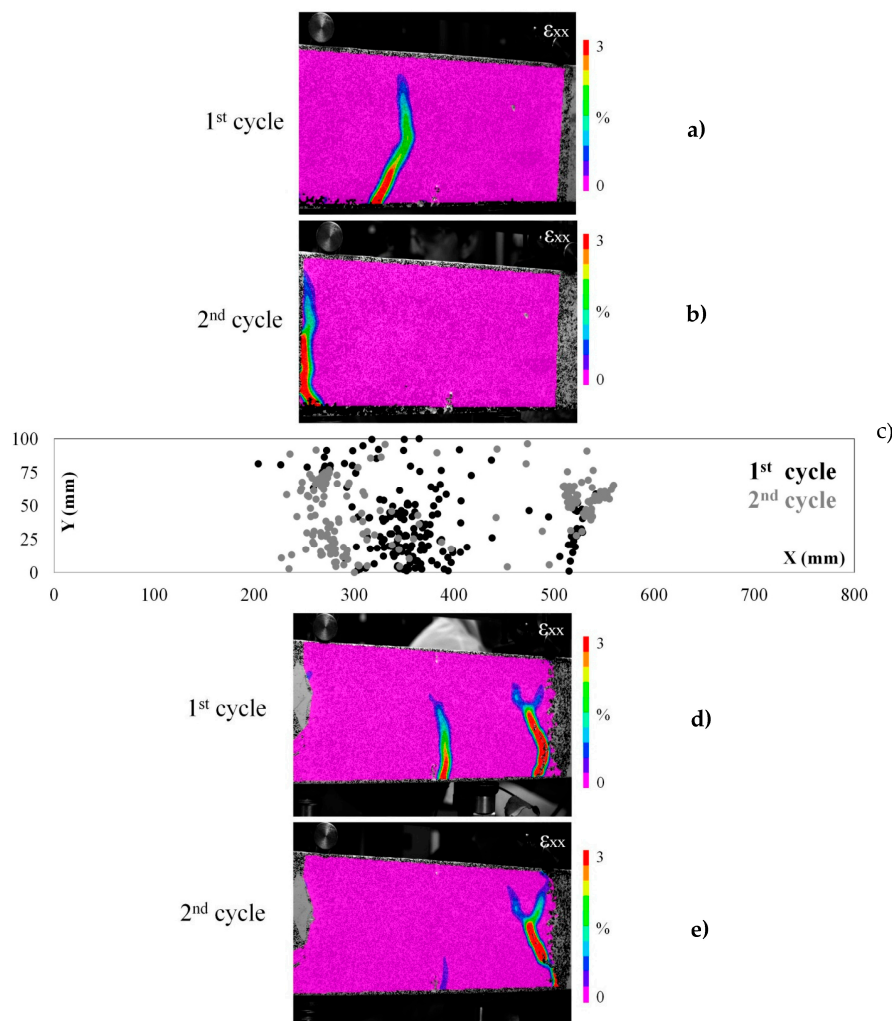 εxx
3
1st cycle
%
a)
0
εxx
3
2nd cycle
%
b)
0
c)
100
75
50
25
0
Y (mm)
1st cycle
2nd cycle
X (mm)
0 100 200 300 400 500 600 700 800
εxx
3
1st cycle
%
d)
0
εxx
3
2nd cycle
%
e)
0